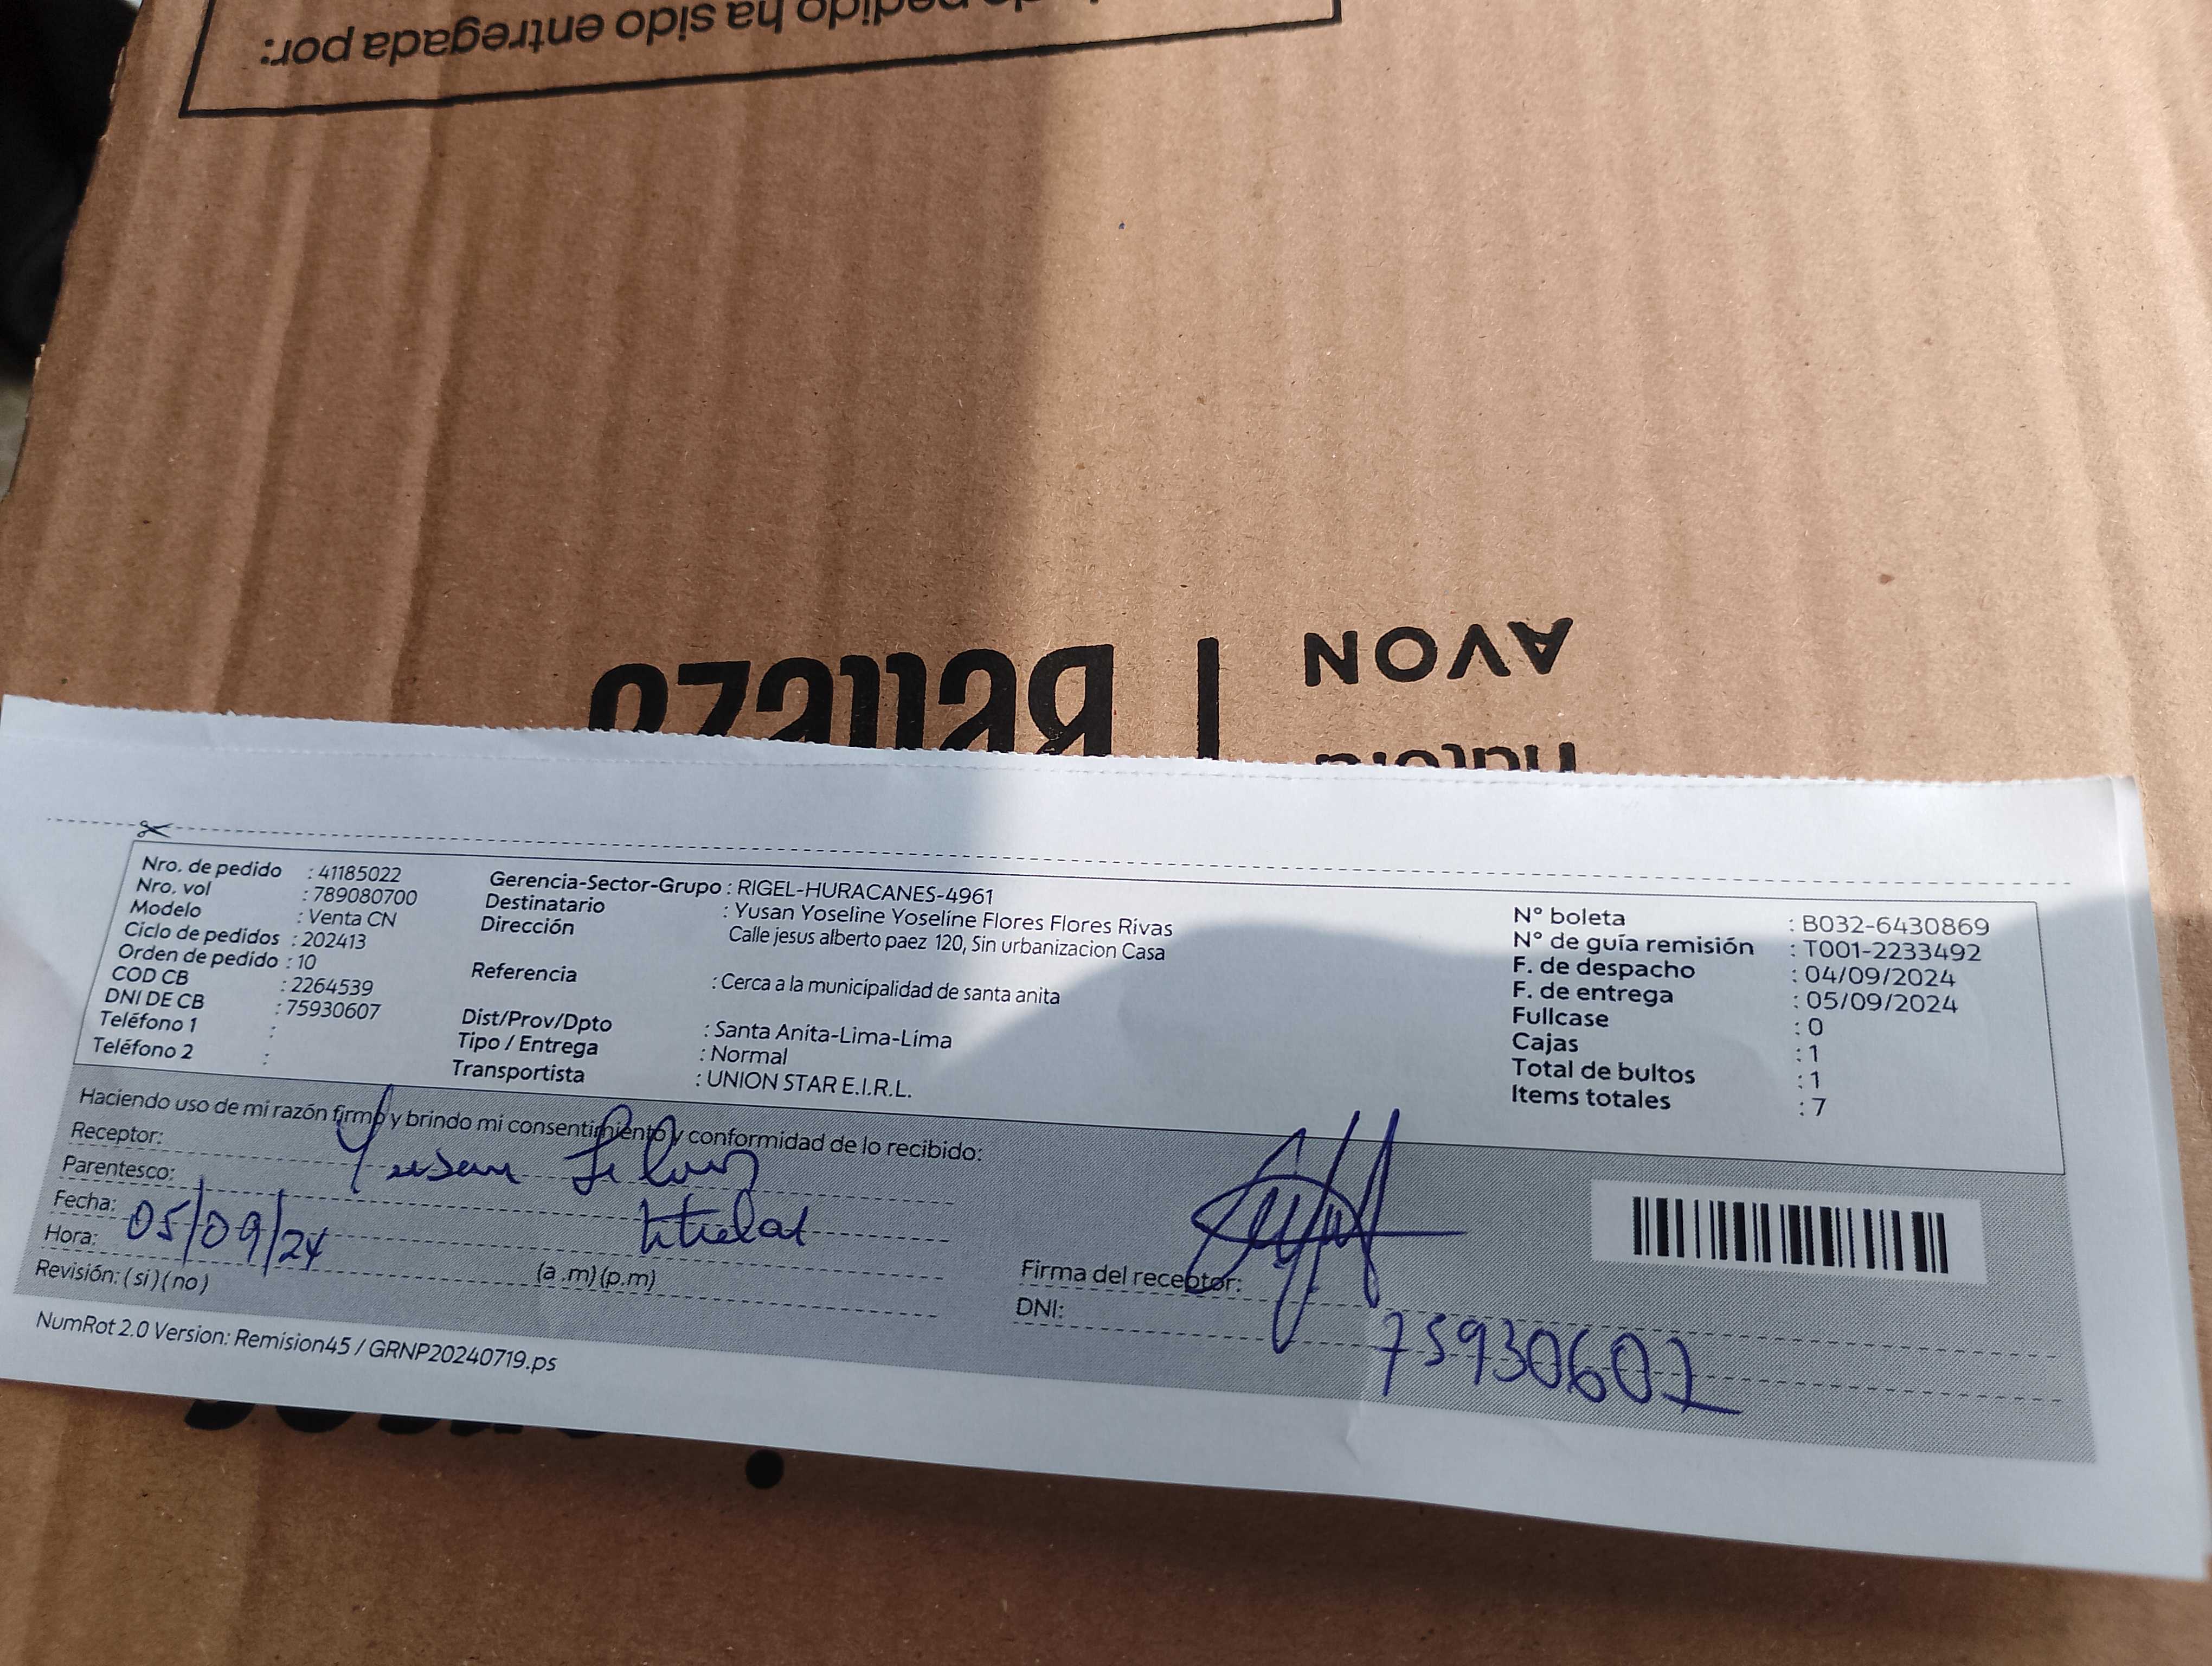 pedido ha sido entregada por:
AVON
natura
Belleza
Nro. de pedido : 41185022
Nro. vol : 789080700
Modelo : Venta CN
Ciclo de pedidos : 202413
Orden de pedido : 10
COD CB : 2264539
DNI DE CB : 75930607
Teléfono 1 :
Teléfono 2 :
Gerencia-Sector-Grupo : RIGEL-HURACANES-4961
Destinatario : Yusan Yoseline Yoseline Flores Flores Rivas
Dirección Calle jesus alberto paez 120, Sin urbanizacion Casa
Referencia : Cerca a la municipalidad de santa anita
Dist/Prov/Dpto : Santa Anita-Lima-Lima
Tipo / Entrega : Normal
Transportista : UNION STAR E.I.R.L.
N° boleta : B032-6430869
N° de guía remisión : T001-2233492
F. de despacho : 04/09/2024
F. de entrega : 05/09/2024
Fullcase : 0
Cajas : 1
Total de bultos : 1
Items totales : 7
Haciendo uso de mi razón firmo y brindo mi consentimiento y conformidad de lo recibido:
Receptor: Yusan
Parentesco: titular
Fecha: 05/09/24
Hora: (a.m)(p.m)
Revisión: (si)(no)
Firma del receptor:
DNI: 75930607
NumRot 2.0 Version: Remision45 / GRNP20240719.ps